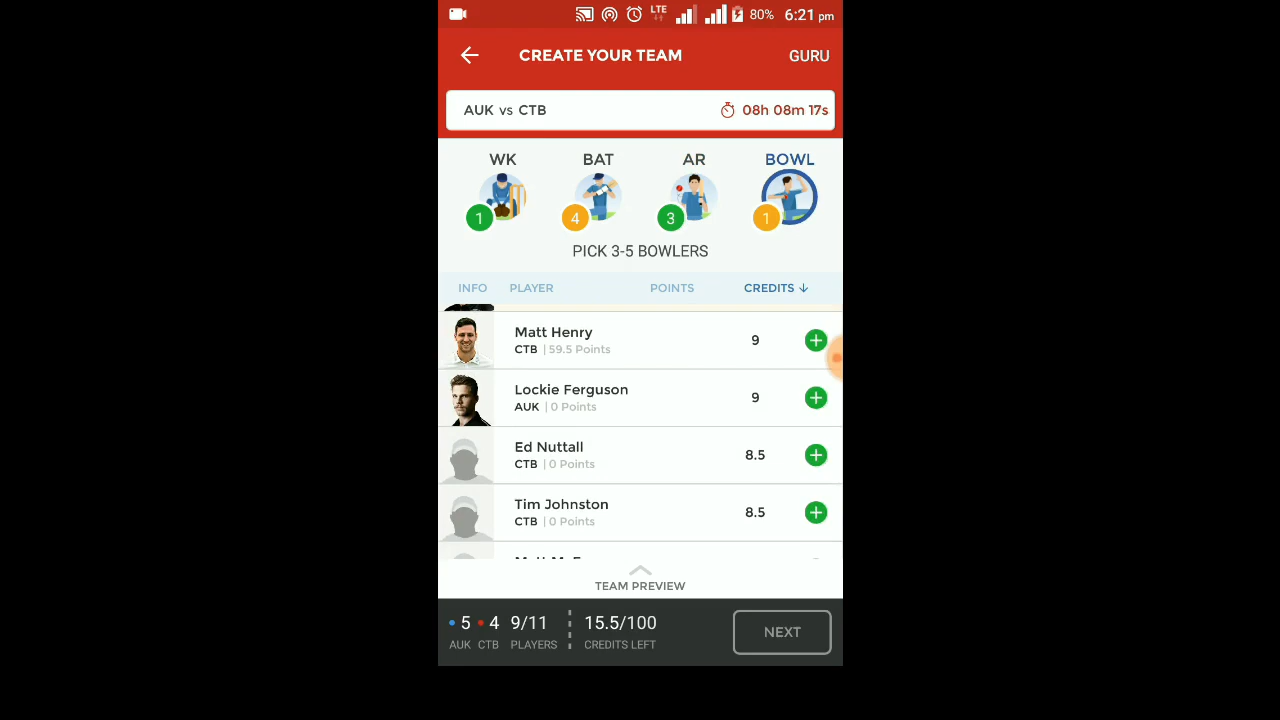 LTE 80% 6:21 pm
CREATE YOUR TEAM GURU
AUK vs CTB 08h 08m 17s
WK BAT AR BOWL
1 4 3 1
PICK 3-5 BOWLERS
INFO PLAYER POINTS CREDITS ↓
Matt Henry
CTB | 59.5 Points
9
Lockie Ferguson
AUK | 0 Points
9
Ed Nuttall
CTB | 0 Points
8.5
Tim Johnston
CTB | 0 Points
8.5
TEAM PREVIEW
5 4 9/11 15.5/100
AUK CTB PLAYERS CREDITS LEFT
NEXT